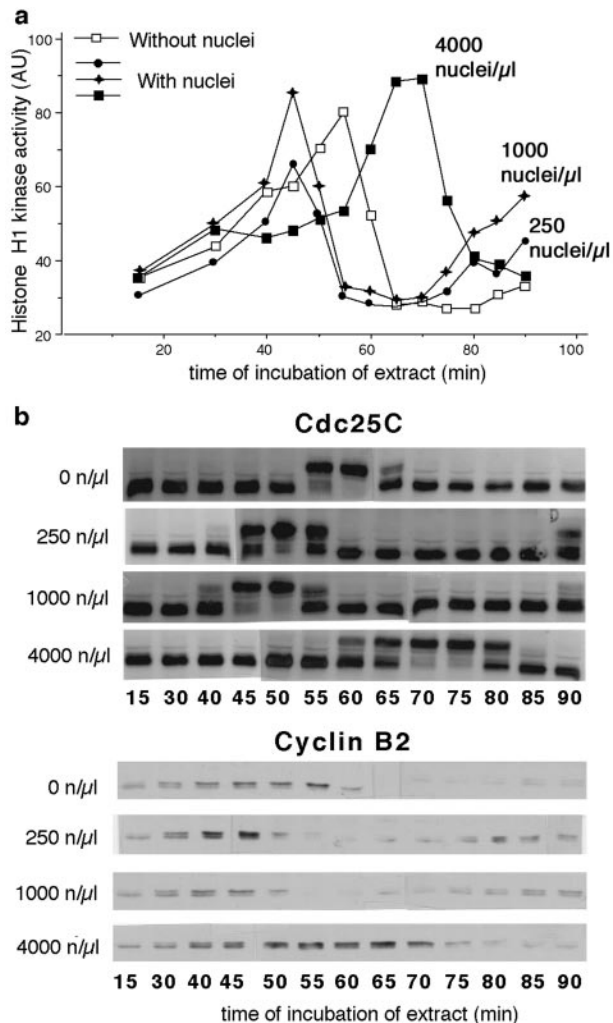 a
Histone H1 kinase activity (AU)
100
80
60
40
20
Without nuclei
With nuclei
4000
nuclei/µl
1000
nuclei/µl
250
nuclei/µl
20 40 60 80 100
time of incubation of extract (min)
b
Cdc25C
0 n/µl
250 n/µl
1000 n/µl
4000 n/µl
15 30 40 45 50 55 60 65 70 75 80 85 90
Cyclin B2
0 n/µl
250 n/µl
1000 n/µl
4000 n/µl
15 30 40 45 50 55 60 65 70 75 80 85 90
time of incubation of extract (min)